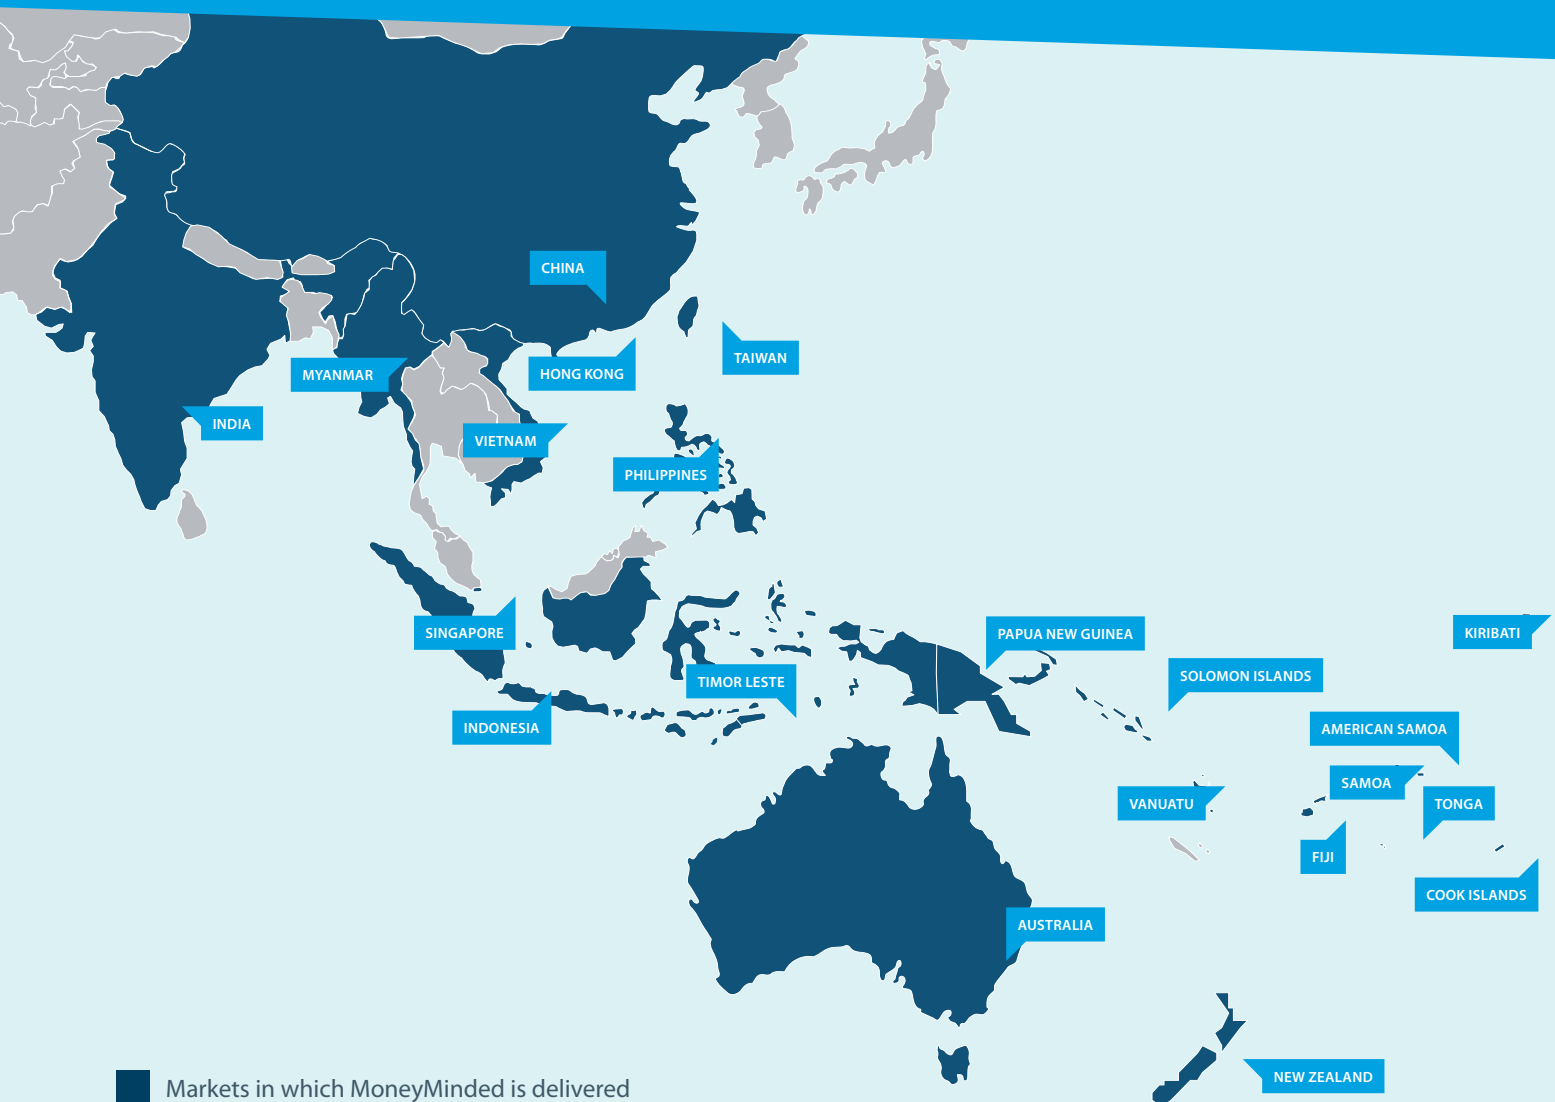 CHINA
TAIWAN
MYANMAR
HONG KONG
INDIA
VIETNAM
PHILIPPINES
SINGAPORE
PAPUA NEW GUINEA
KIRIBATI
TIMOR LESTE
SOLOMON ISLANDS
INDONESIA
AMERICAN SAMOA
SAMOA
VANUATU
TONGA
FIJI
COOK ISLANDS
AUSTRALIA
NEW ZEALAND
Markets in which MoneyMinded is delivered